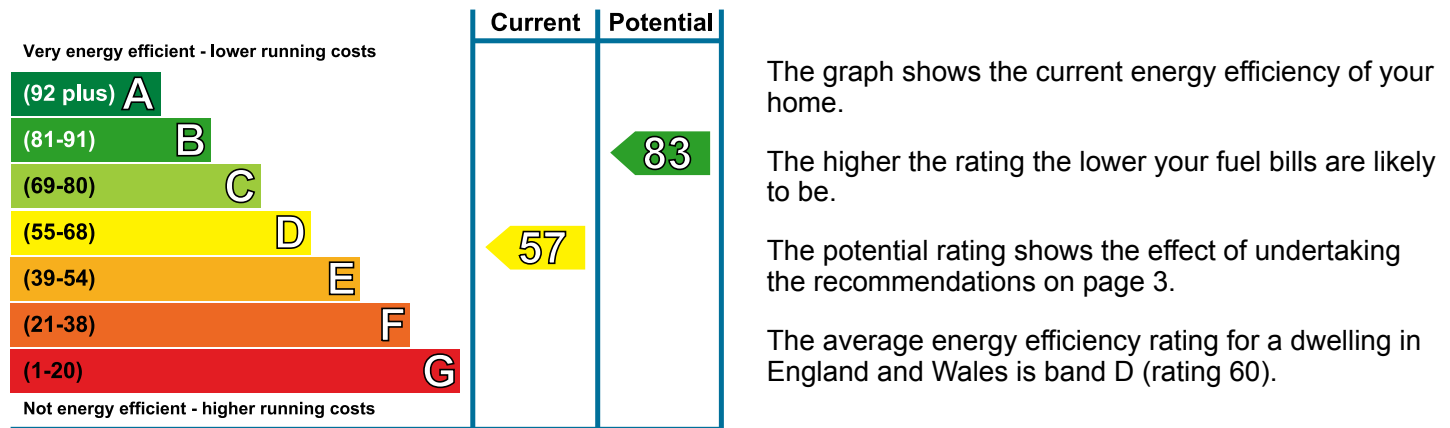 Current Potential
Very energy efficient - lower running costs
(92 plus) A
(81-91) B
83
(69-80) C
(55-68) D
57
(39-54) E
(21-38) F
(1-20) G
Not energy efficient - higher running costs
The graph shows the current energy efficiency of your
home.
The higher the rating the lower your fuel bills are likely
to be.
The potential rating shows the effect of undertaking
the recommendations on page 3.
The average energy efficiency rating for a dwelling in
England and Wales is band D (rating 60).